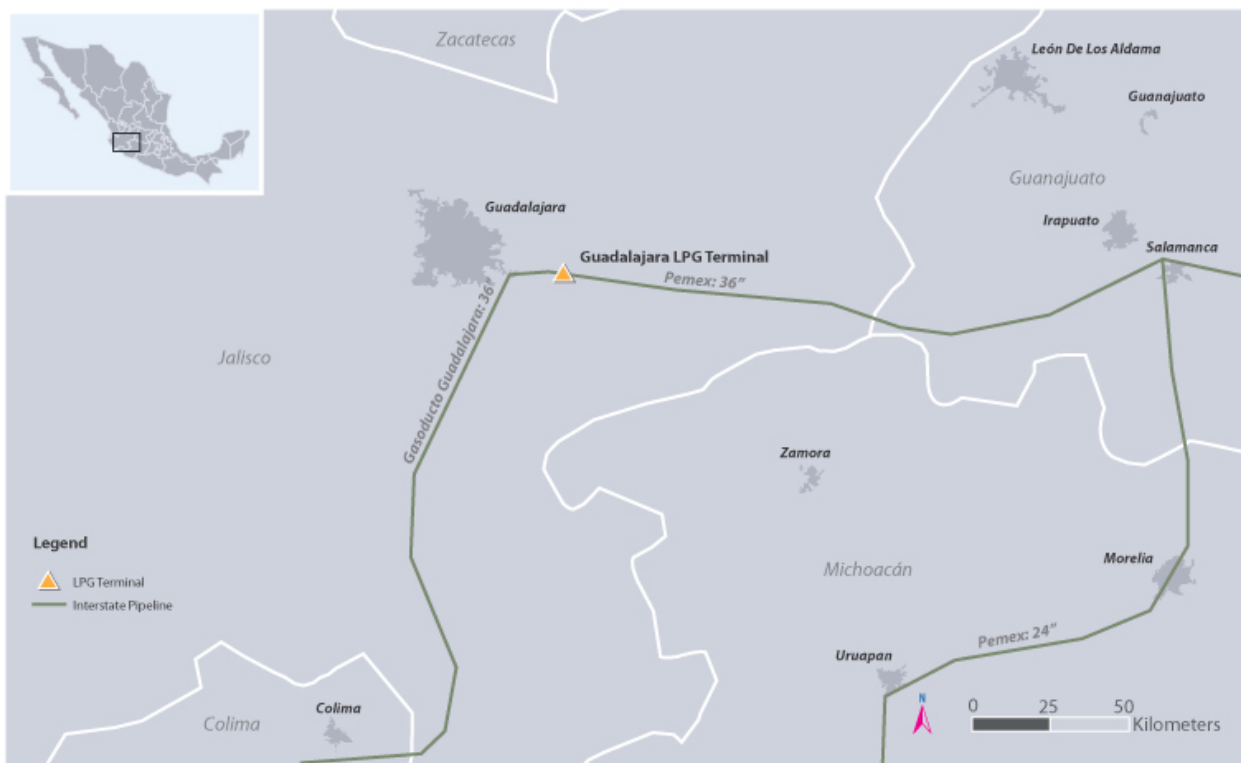 Zacatecas
León De Los Aldama
Guanajuato
Guanajuato
Guadalajara
Irapuato
Salamanca
Guadalajara LPG Terminal
Pemex: 36"
Gasoducto Guadalajara: 36"
Jalisco
Zamora
Legend
LPG Terminal
Interstate Pipeline
Michoacán
Morelia
Pemex: 24"
Uruapan
Colima
Colima
N
0 25 50
Kilometers